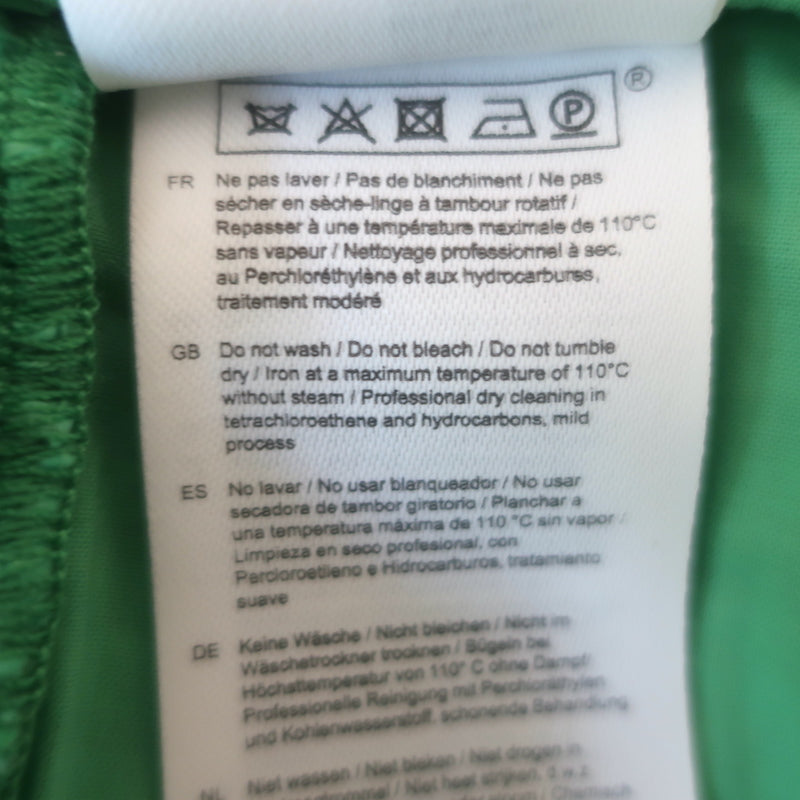 P
®
FR Ne pas laver / Pas de blanchiment / Ne pas
sécher en sèche-linge à tambour rotatif /
Repasser à une température maximale de 110°C
sans vapeur / Nettoyage professionnel à sec,
au Perchloréthylène et aux hydrocarbures,
traitement modéré
GB Do not wash / Do not bleach / Do not tumble
dry / Iron at a maximum temperature of 110°C
without steam / Professional dry cleaning in
tetrachloroethene and hydrocarbons, mild
process
ES No lavar / No usar blanqueador / No usar
secadora de tambor giratorio / Planchar a
una temperatura máxima de 110 °C sin vapor /
Limpieza en seco profesional, con
Percloroetileno e Hidrocarburos, tratamiento
suave
DE Keine Wäsche / Nicht bleichen / Nicht im
Wäschetrockner trocknen / Bügeln bei
Höchsttemperatur von 110° C ohne Dampf/
Professionelle Reinigung mit Perchloräthylen
und Kohlenwasserstoff, schonende Behandlung
NL Niet wassen / Niet bleken / Niet drogen in
/ Niet heet strijken, d.w.z.